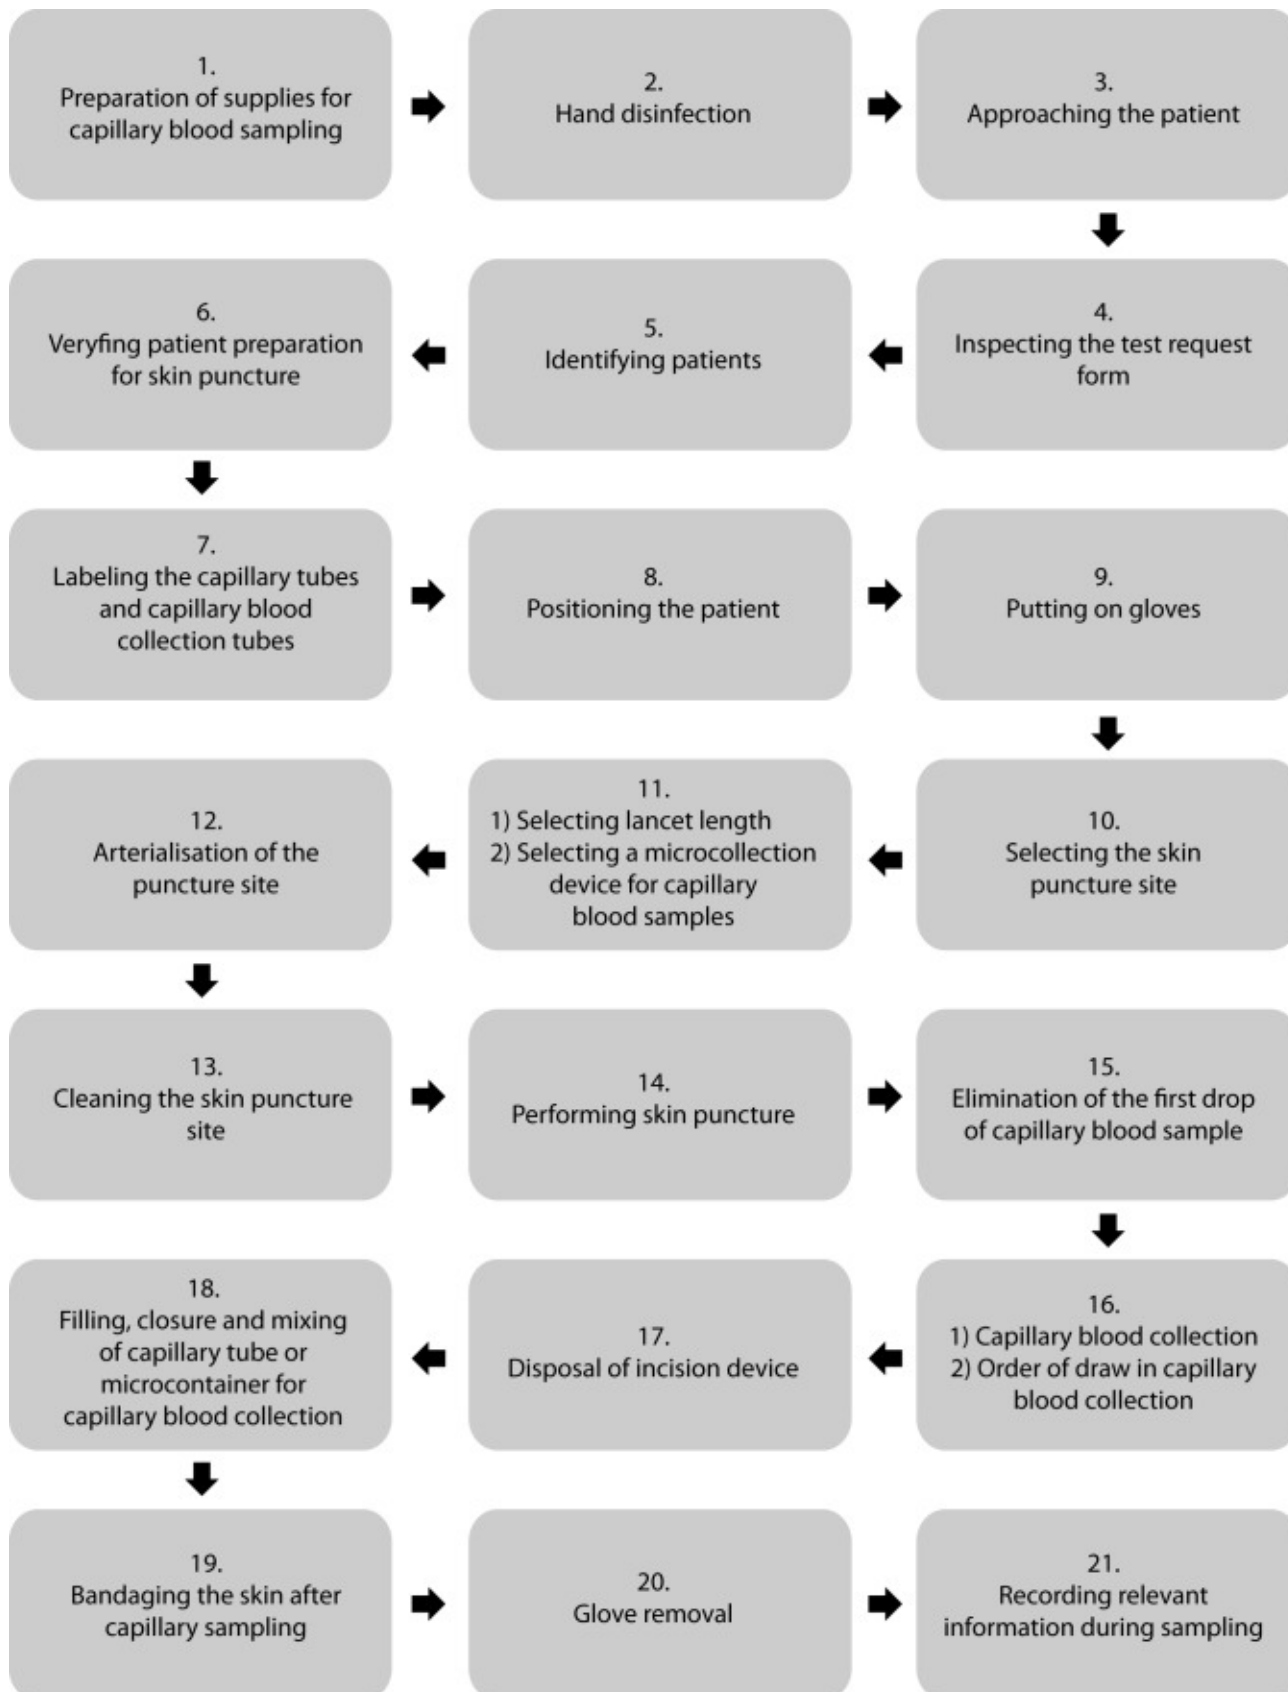 1.
Preparation of supplies for
capillary blood sampling
2.
Hand disinfection
3.
Approaching the patient
4.
Inspecting the test request
form
5.
Identifying patients
6.
Veryfing patient preparation
for skin puncture
7.
Labeling the capillary tubes
and capillary blood
collection tubes
8.
Positioning the patient
9.
Putting on gloves
10.
Selecting the skin
puncture site
11.
1) Selecting lancet length
2) Selecting a microcollection
device for capillary
blood samples
12.
Arterialisation of the
puncture site
13.
Cleaning the skin puncture
site
14.
Performing skin puncture
15.
Elimination of the first drop
of capillary blood sample
16.
1) Capillary blood collection
2) Order of draw in capillary
blood collection
17.
Disposal of incision device
18.
Filling, closure and mixing
of capillary tube or
microcontainer for
capillary blood collection
19.
Bandaging the skin after
capillary sampling
20.
Glove removal
21.
Recording relevant
information during sampling